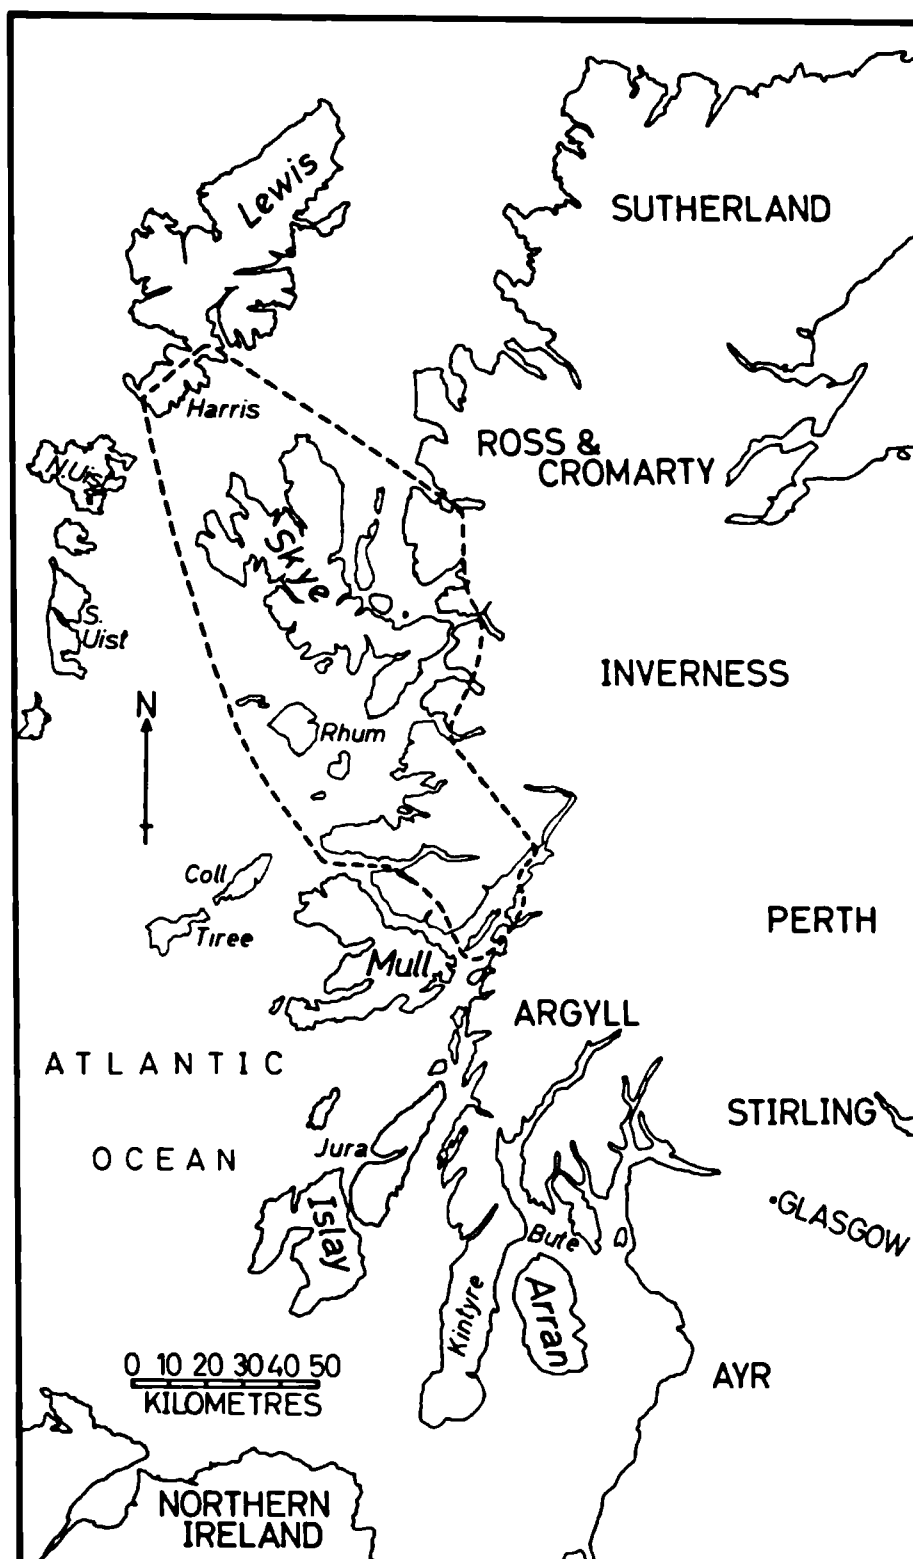 Lewis
SUTHERLAND
Harris
ROSS &
CROMARTY
N.Uist
Skye
S.
Uist
INVERNESS
N
Rhum
Coll
Tiree
PERTH
Mull
ARGYLL
ATLANTIC
STIRLING
Jura
OCEAN
Islay
GLASGOW
Bute
Arran
Kintyre
0 10 20 30 40 50
KILOMETRES
AYR
NORTHERN
IRELAND